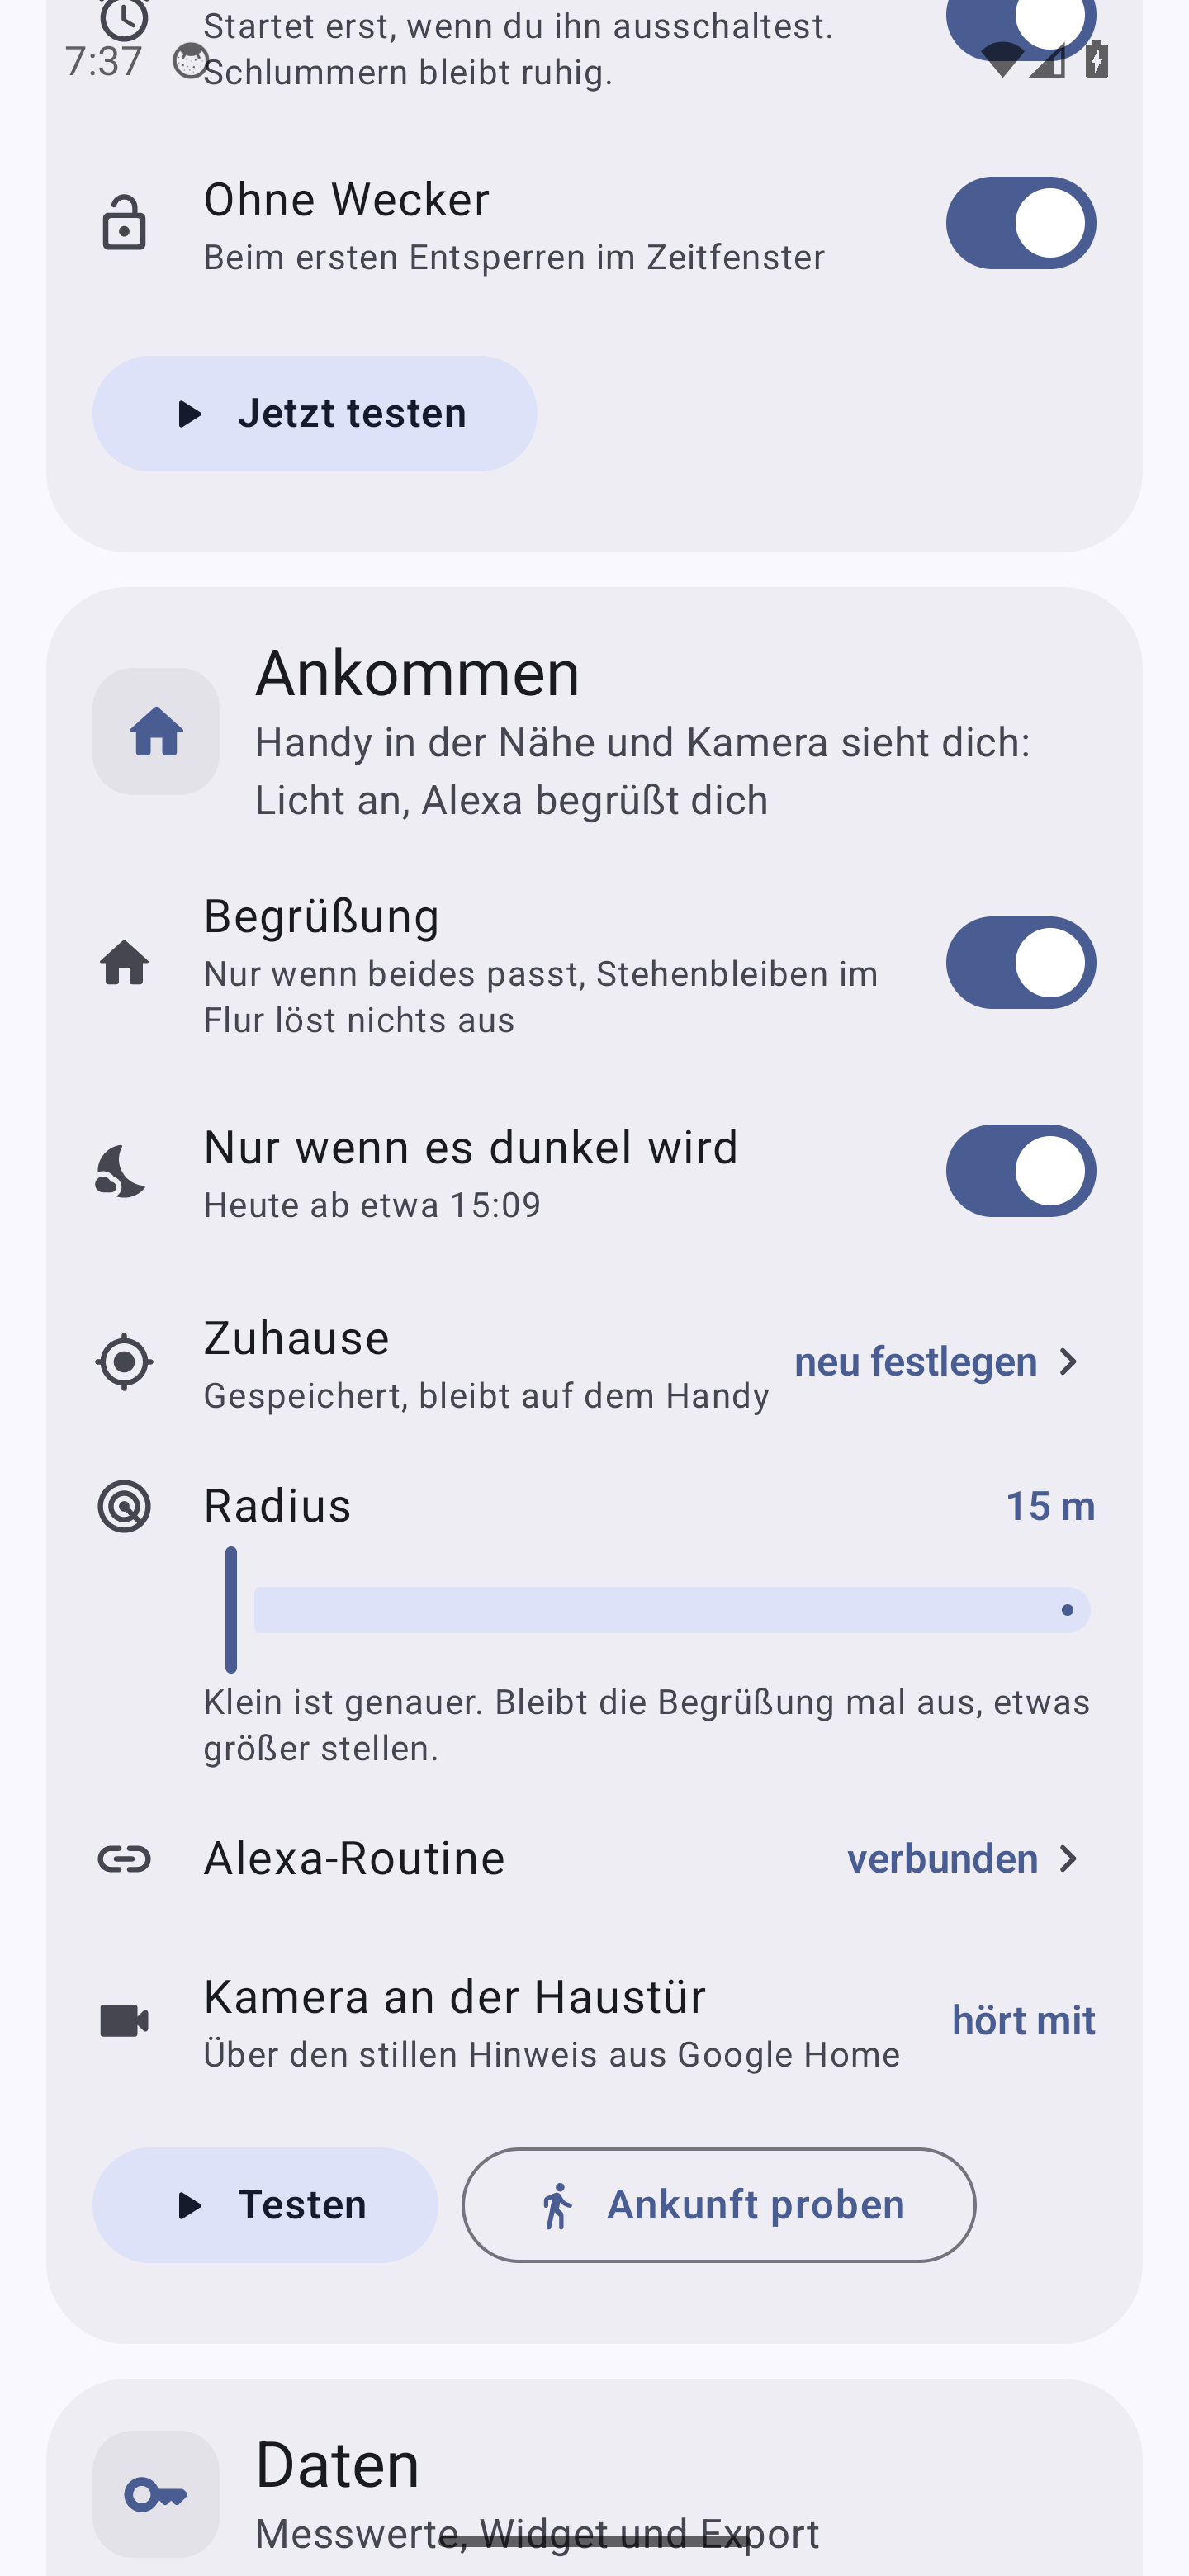 Startet erst, wenn du ihn ausschaltest.
7:37
Schlummern bleibt ruhig.
Ohne Wecker
Beim ersten Entsperren im Zeitfenster
Jetzt testen
Ankommen
Handy in der Nähe und Kamera sieht dich:
Licht an, Alexa begrüßt dich
Begrüßung
Nur wenn beides passt, Stehenbleiben im
Flur löst nichts aus
Nur wenn es dunkel wird
Heute ab etwa 15:09
Zuhause
neu festlegen
Gespeichert, bleibt auf dem Handy
Radius
15 m
Klein ist genauer. Bleibt die Begrüßung mal aus, etwas
größer stellen.
Alexa-Routine
verbunden
Kamera an der Haustür
hört mit
Über den stillen Hinweis aus Google Home
Testen
Ankunft proben
Daten
Messwerte, Widget und Export